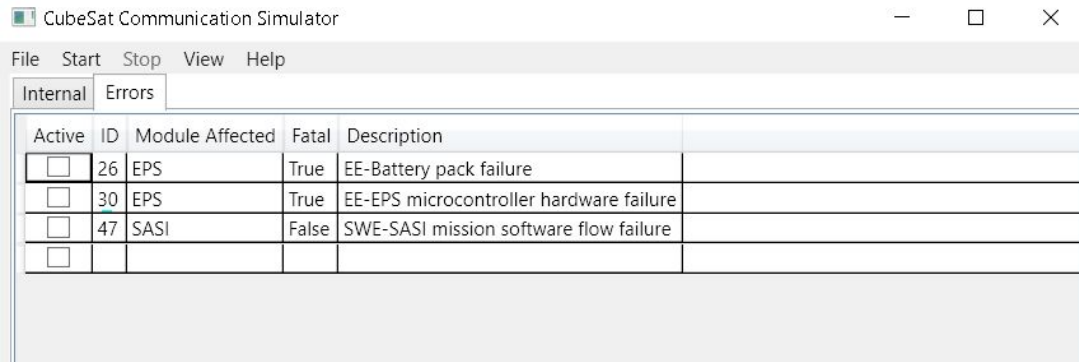 CubeSat Communication Simulator
File Start Stop View Help
Internal Errors
Active ID Module Affected Fatal Description
26 EPS True EE-Battery pack failure
30 EPS True EE-EPS microcontroller hardware failure
47 SASI False SWE-SASI mission software flow failure